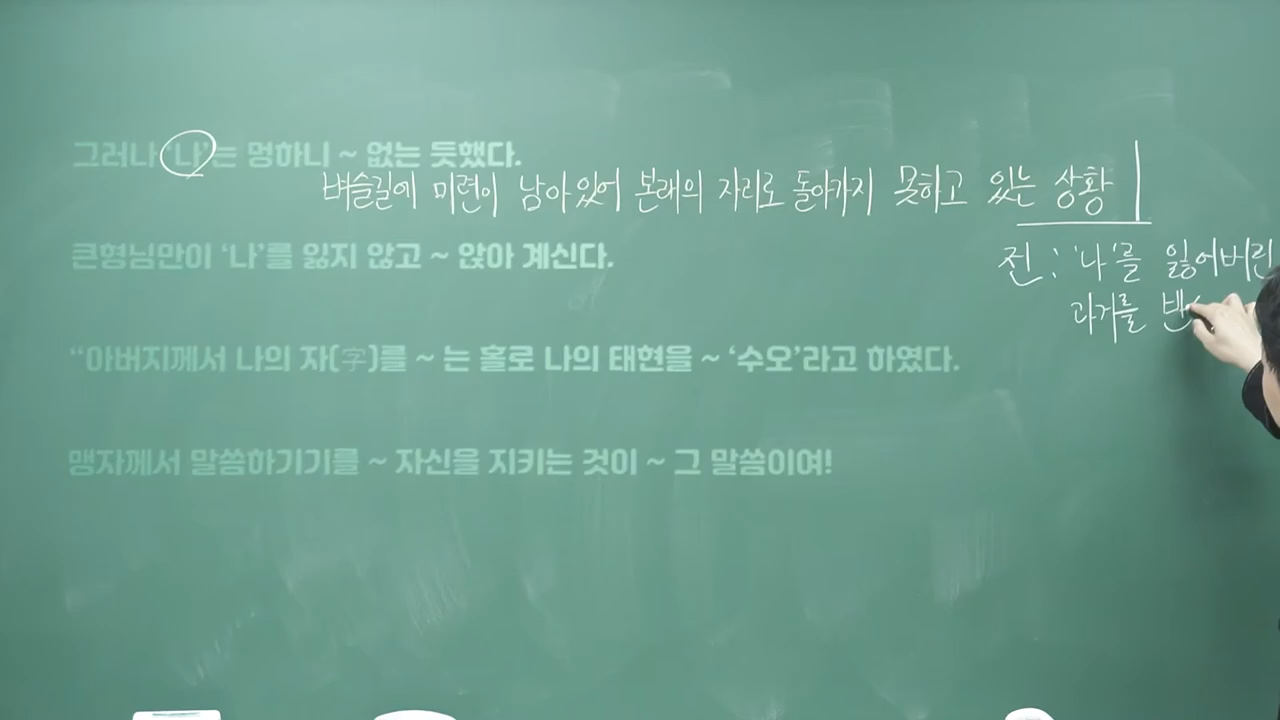 그러나 '나'는 멍하니 ~ 없는 듯했다.
벼슬길에 미련이 남아있어 본래의 자리로 돌아가지 못하고 있는 상황
큰형님만이 '나'를 잃지 않고 ~ 앉아 계신다.
전 : '나'를 잃어버린
과거를
“아버지께서 나의 자(字)를 ~ 는 홀로 나의 태현을 ~ ‘수오’라고 하였다.
맹자께서 말씀하기기를 ~ 자신을 지키는 것이 ~ 그 말씀이여!